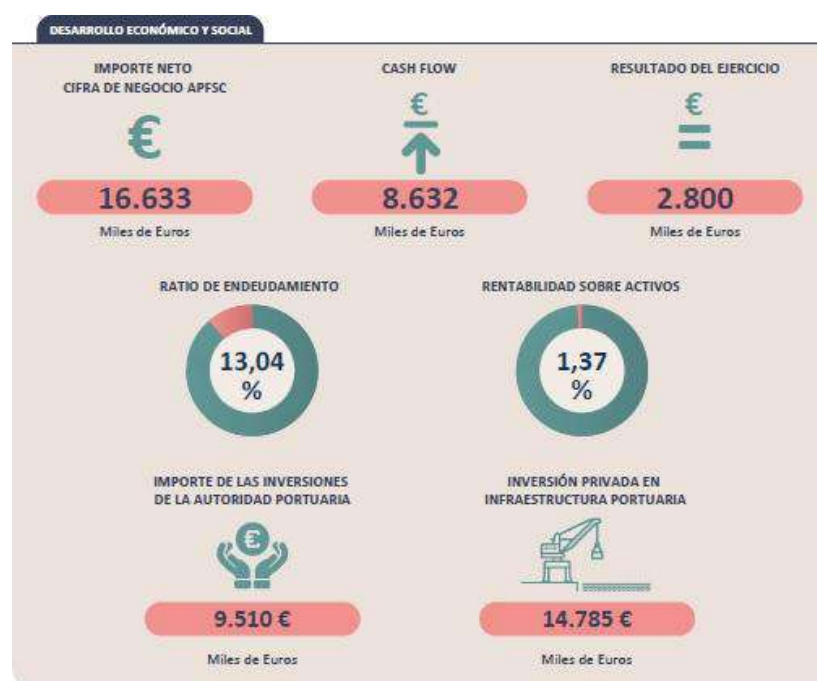 DESARROLLO ECONÓMICO Y SOCIAL
IMPORTE NETO
CIFRA DE NEGOCIO APFSC
€
16.633
Miles de Euros
CASH FLOW
€
8.632
Miles de Euros
RESULTADO DEL EJERCICIO
€
2.800
Miles de Euros
RATIO DE ENDEUDAMIENTO
13,04
%
RENTABILIDAD SOBRE ACTIVOS
1,37
%
IMPORTE DE LAS INVERSIONES
DE LA AUTORIDAD PORTUARIA
€
9.510 €
Miles de Euros
INVERSIÓN PRIVADA EN
INFRAESTRUCTURA PORTUARIA
14.785 €
Miles de Euros